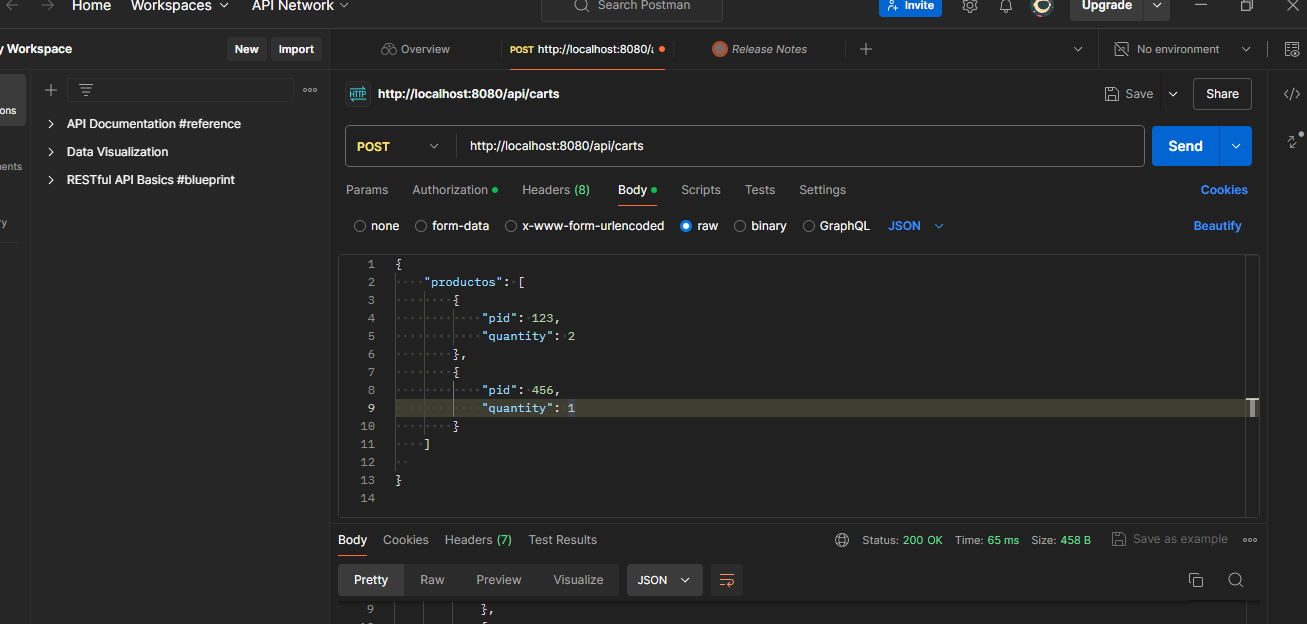 Home Workspaces API Network Search Postman Invite Upgrade
y Workspace New Import Overview POST http://localhost:8080/a Release Notes No environment
ons
ents
ry
API Documentation #reference
Data Visualization
RESTful API Basics #blueprint
HTTP http://localhost:8080/api/carts Save Share
POST http://localhost:8080/api/carts Send
Params Authorization Headers (8) Body Scripts Tests Settings Cookies
none form-data x-www-form-urlencoded raw binary GraphQL JSON Beautify
1 {
2 "productos": [
3 {
4 "pid": 123,
5 "quantity": 2
6 },
7 {
8 "pid": 456,
9 "quantity": 1
10 }
11 ]
12
13 }
14
Body Cookies Headers (7) Test Results Status: 200 OK Time: 65 ms Size: 458 B Save as example
Pretty Raw Preview Visualize JSON
9 },